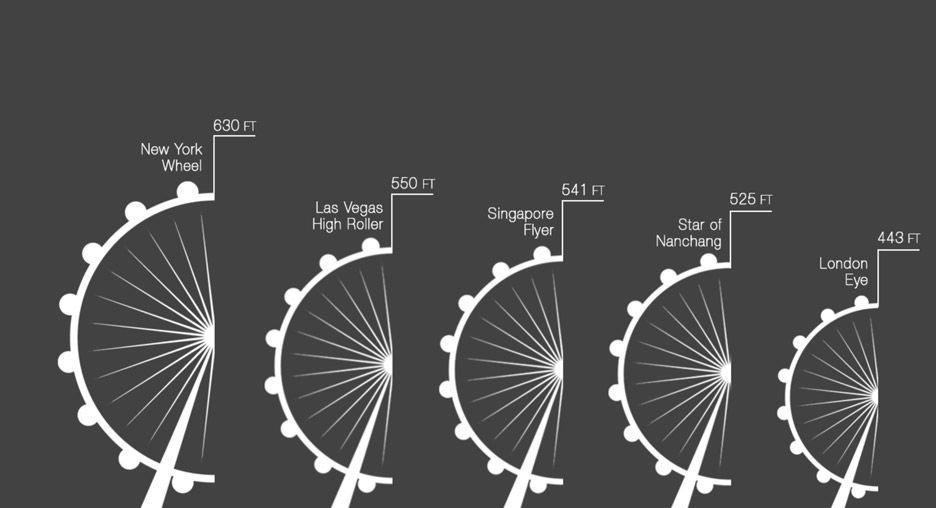 630 FT
New York
Wheel
550 FT
Las Vegas
High Roller
541 FT
Singapore
Flyer
525 FT
Star of
Nanchang
443 FT
London
Eye